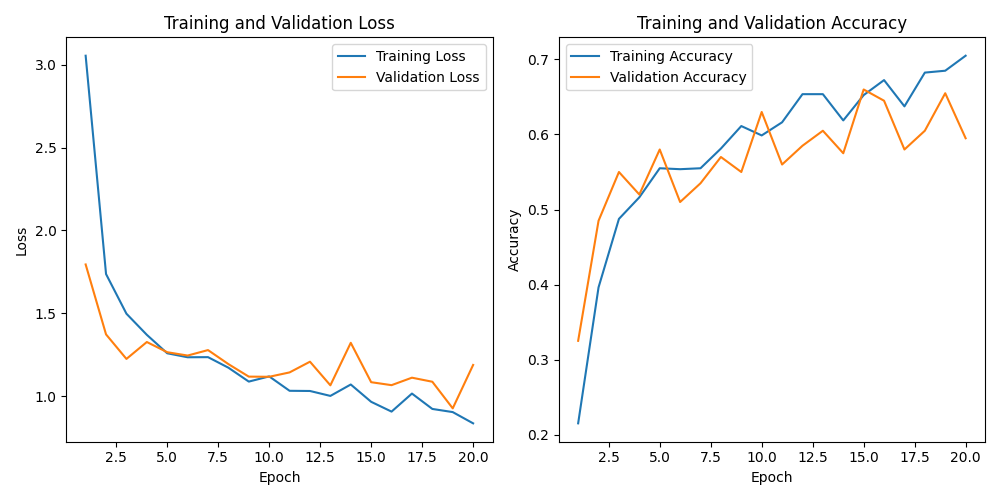 Training and Validation Loss
Training Loss
Validation Loss
3.0
2.5
2.0
1.5
1.0
Loss
2.5 5.0 7.5 10.0 12.5 15.0 17.5 20.0
Epoch
Training and Validation Accuracy
Training Accuracy
Validation Accuracy
0.7
0.6
0.5
0.4
0.3
0.2
Accuracy
2.5 5.0 7.5 10.0 12.5 15.0 17.5 20.0
Epoch